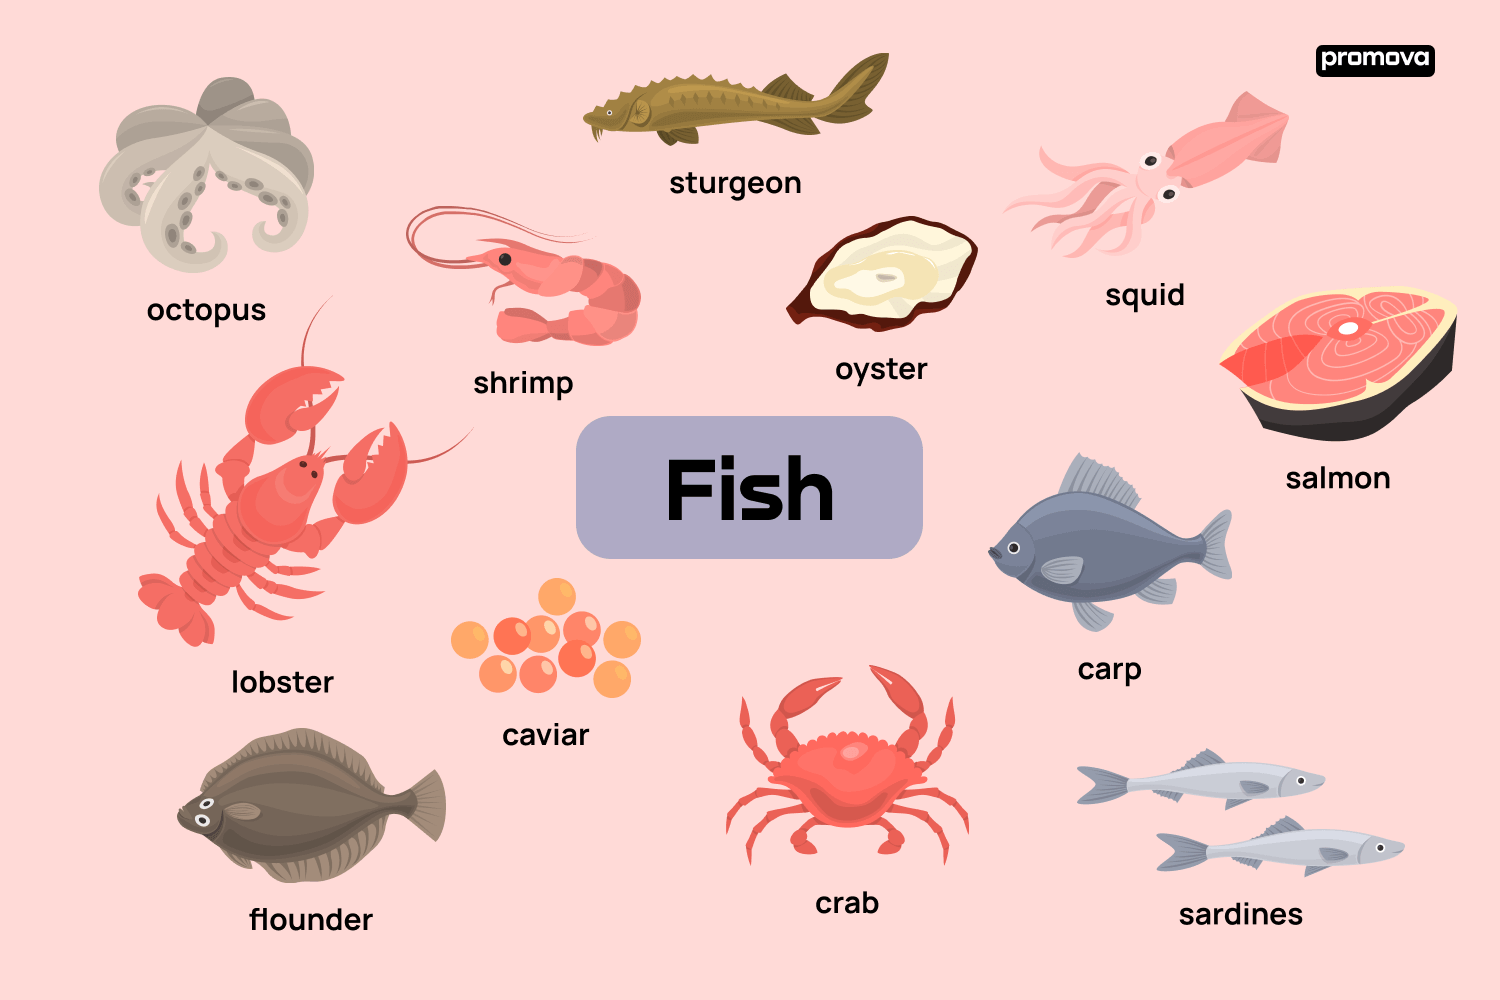 promova
sturgeon
octopus
squid
shrimp
oyster
salmon
Fish
lobster
carp
caviar
crab
flounder
sardines